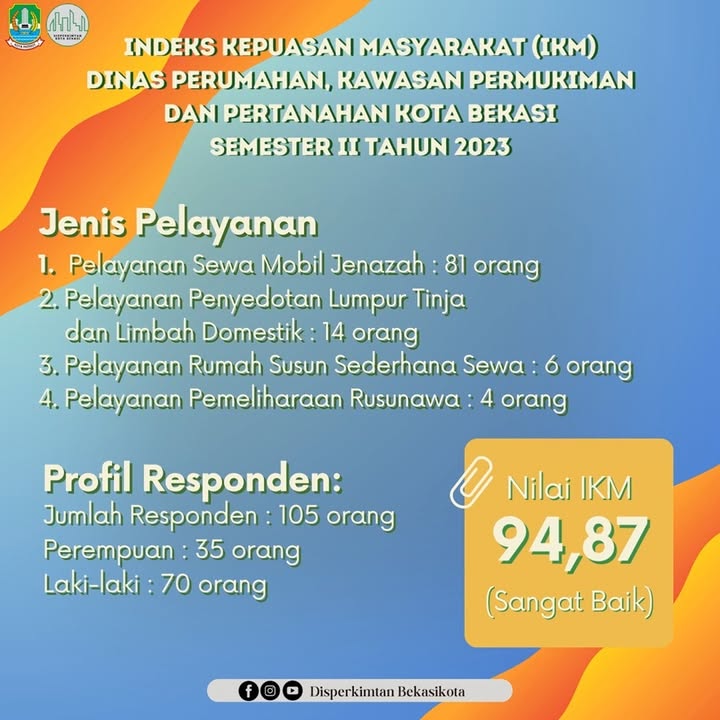 DISPERKIMTAN
KOTA BEKASI
INDEKS KEPUASAN MASYARAKAT (IKM)
DINAS PERUMAHAN, KAWASAN PERMUKIMAN
DAN PERTANAHAN KOTA BEKASI
SEMESTER II TAHUN 2023
Jenis Pelayanan
1. Pelayanan Sewa Mobil Jenazah : 81 orang
2. Pelayanan Penyedotan Lumpur Tinja
dan Limbah Domestik : 14 orang
3. Pelayanan Rumah Susun Sederhana Sewa : 6 orang
4. Pelayanan Pemeliharaan Rusunawa : 4 orang
Profil Responden:
Jumlah Responden : 105 orang
Perempuan : 35 orang
Laki-laki : 70 orang
Nilai IKM
94,87
(Sangat Baik)
Disperkimtan Bekasikota